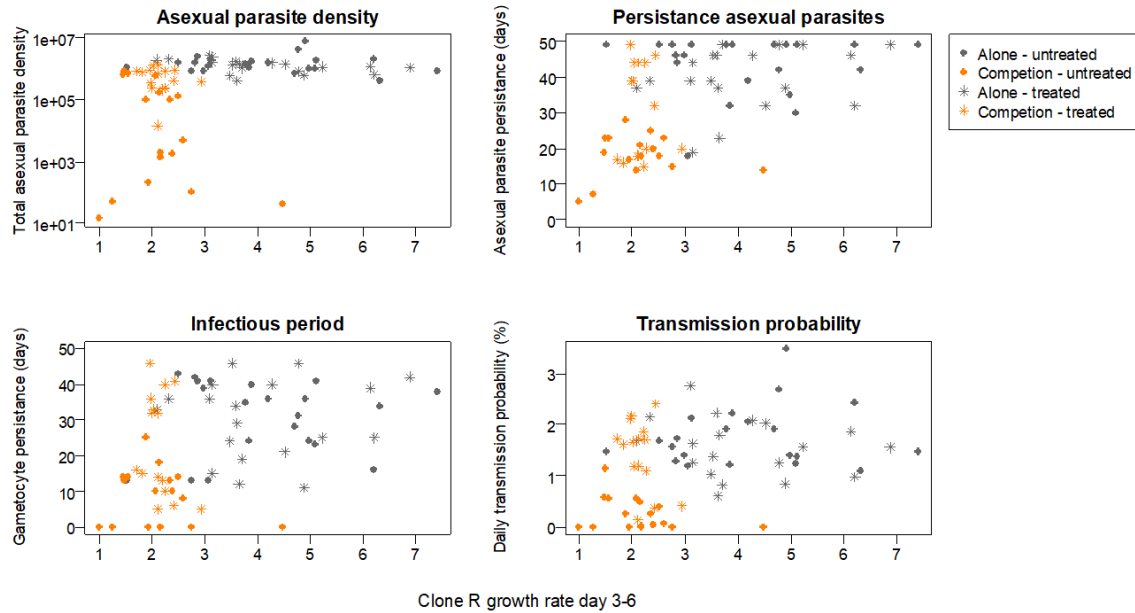 Asexual parasite density
Total asexual parasite density
1e+07
1e+05
1e+03
1e+01
1 2 3 4 5 6 7
Persistance asexual parasites
Asexual parasite persistance (days)
50
40
30
20
10
0
1 2 3 4 5 6 7
Alone - untreated
Competion - untreated
Alone - treated
Competion - treated
Infectious period
Gametocyte persistance (days)
50
40
30
20
10
0
1 2 3 4 5 6 7
Transmission probability
Daily transmission probability (%)
3
2
1
0
1 2 3 4 5 6 7
Clone R growth rate day 3-6